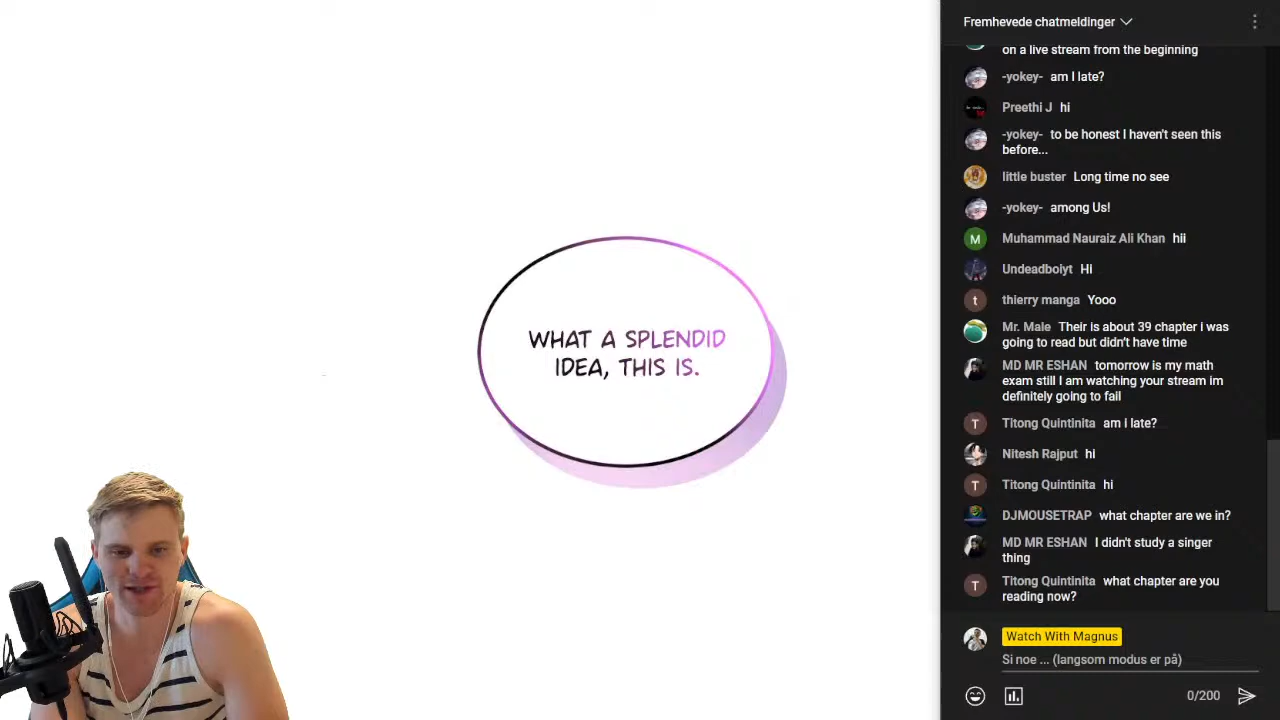 WHAT A SPLENDID
IDEA, THIS IS.
Fremhevede chatmeldinger
on a live stream from the beginning
-yokey- am I late?
Preethi J hi
-yokey- to be honest I haven't seen this
before...
little buster Long time no see
-yokey- among Us!
M Muhammad Nauraiz Ali Khan hii
Undeadboiyt Hi
t thierry manga Yooo
Mr. Male Their is about 39 chapter i was
going to read but didn't have time
MD MR ESHAN tomorrow is my math
exam still I am watching your stream im
definitely going to fail
T Titong Quintinita am i late?
Nitesh Rajput hi
T Titong Quintinita hi
DJMOUSETRAP what chapter are we in?
MD MR ESHAN I didn't study a singer
thing
T Titong Quintinita what chapter are you
reading now?
Watch With Magnus
Si noe ... (langsom modus er på)
0/200